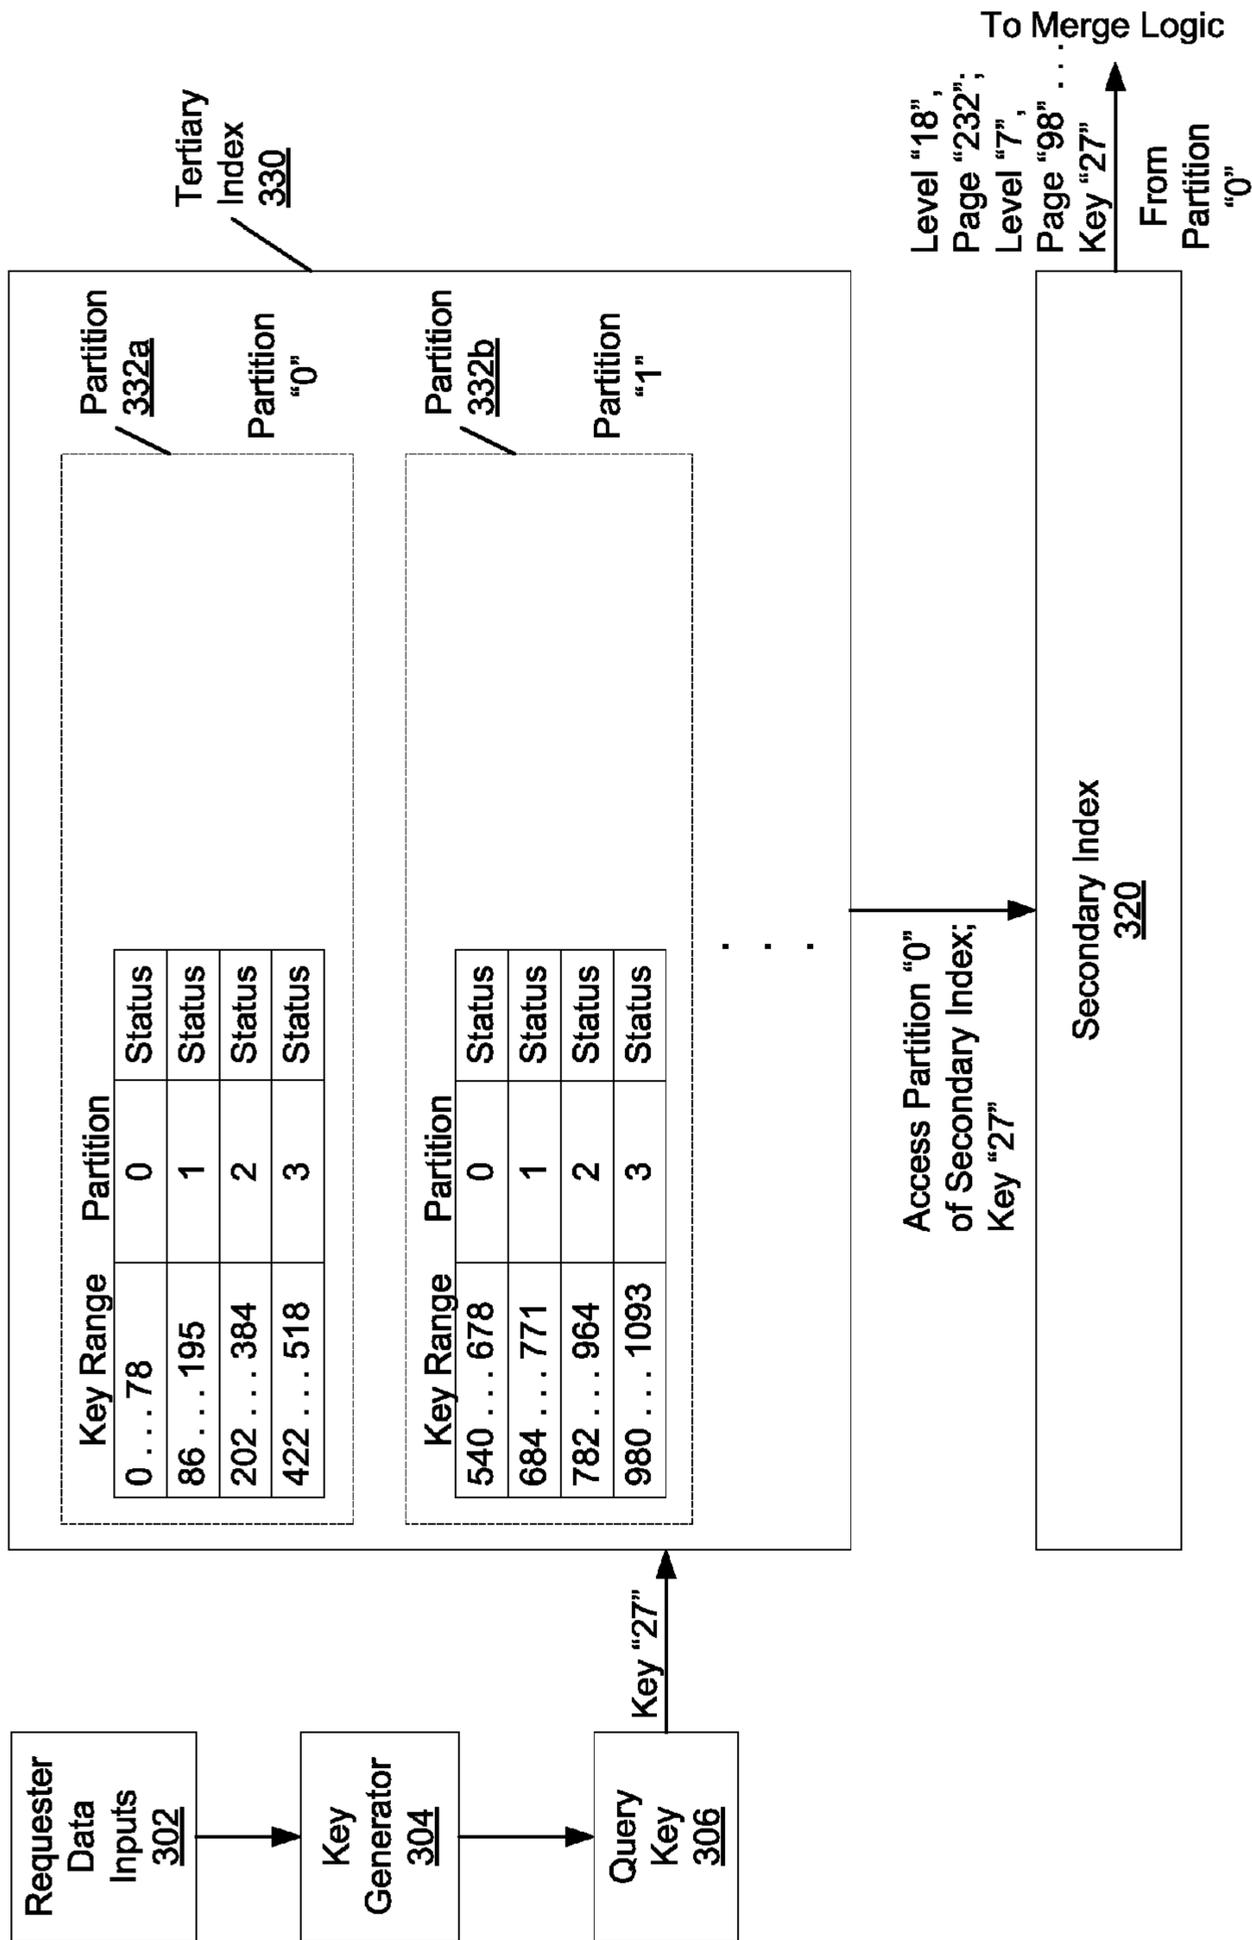 Requester
Data
Inputs
302
Key
Generator
304
Query
Key
306
Key “27”
Tertiary
Index
330
Partition
332a
Partition
“0”
Key Range Partition
0 . . . 78 0 Status
86 . . . 195 1 Status
202 . . . 384 2 Status
422 . . . 518 3 Status
Partition
332b
Partition
“1”
Key Range Partition
540 . . . 678 0 Status
684 . . . 771 1 Status
782 . . . 964 2 Status
980 . . . 1093 3 Status
. . .
Access Partition “0”
of Secondary Index;
Key “27”
Secondary Index
320
Level “18”,
Page “232”;
Level “7”,
Page “98” . . .
Key “27”
From
Partition
“0”
To Merge Logic